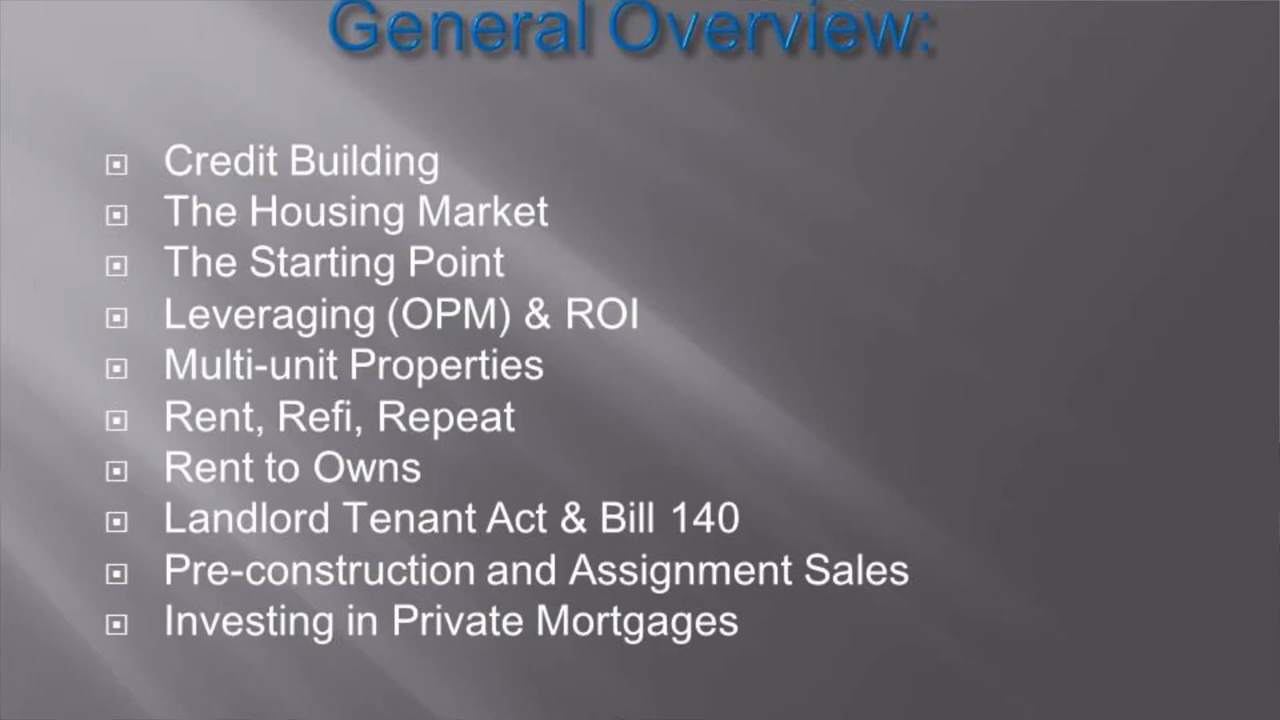 General Overview:
Credit Building
The Housing Market
The Starting Point
Leveraging (OPM) & ROI
Multi-unit Properties
Rent, Refi, Repeat
Rent to Owns
Landlord Tenant Act & Bill 140
Pre-construction and Assignment Sales
Investing in Private Mortgages